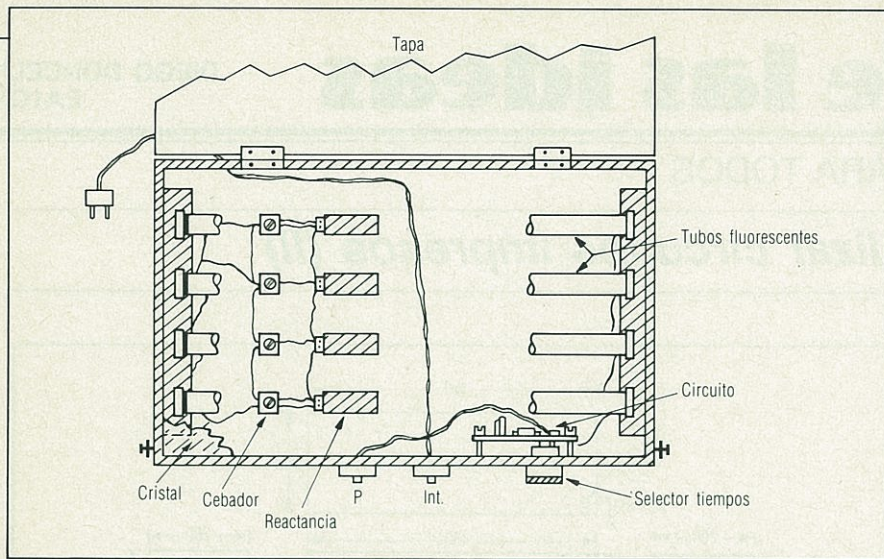 Tapa
Tubos fluorescentes
Circuito
Cristal
Cebador
Reactancia
P
Int.
Selector tiempos